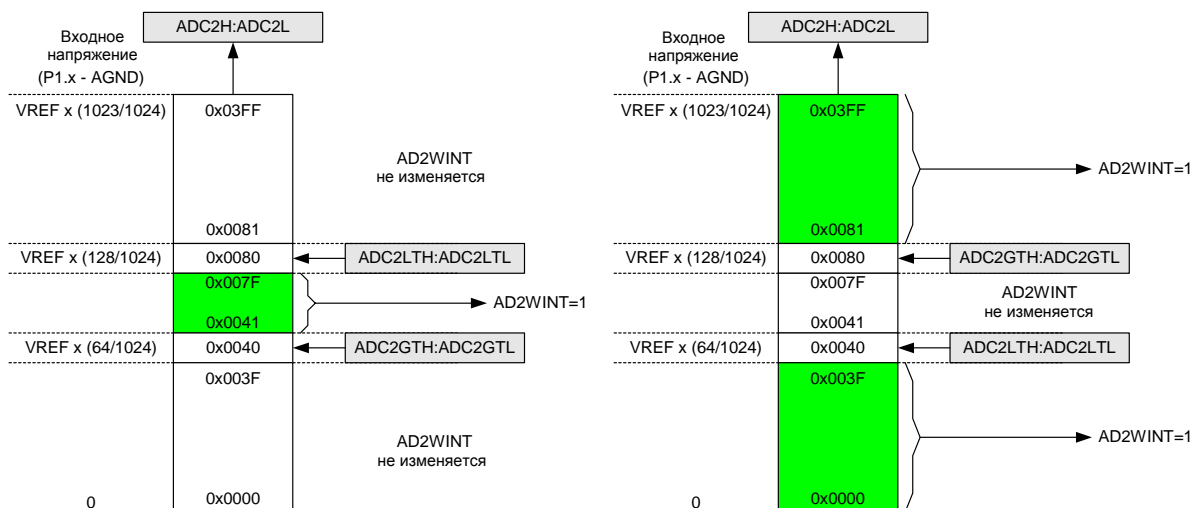 ADC2H:ADC2L
Входное
напряжение
(P1.x - AGND)
VREF x (1023/1024)
0x03FF
AD2WINT
не изменяется
0x0081
VREF x (128/1024)
0x0080
ADC2LTH:ADC2LTL
0x007F
AD2WINT=1
0x0041
VREF x (64/1024)
0x0040
ADC2GTH:ADC2GTL
0x003F
AD2WINT
не изменяется
0
0x0000
ADC2H:ADC2L
Входное
напряжение
(P1.x - AGND)
VREF x (1023/1024)
0x03FF
AD2WINT=1
0x0081
VREF x (128/1024)
0x0080
ADC2GTH:ADC2GTL
0x007F
AD2WINT
не изменяется
0x0041
VREF x (64/1024)
0x0040
ADC2LTH:ADC2LTL
0x003F
AD2WINT=1
0
0x0000